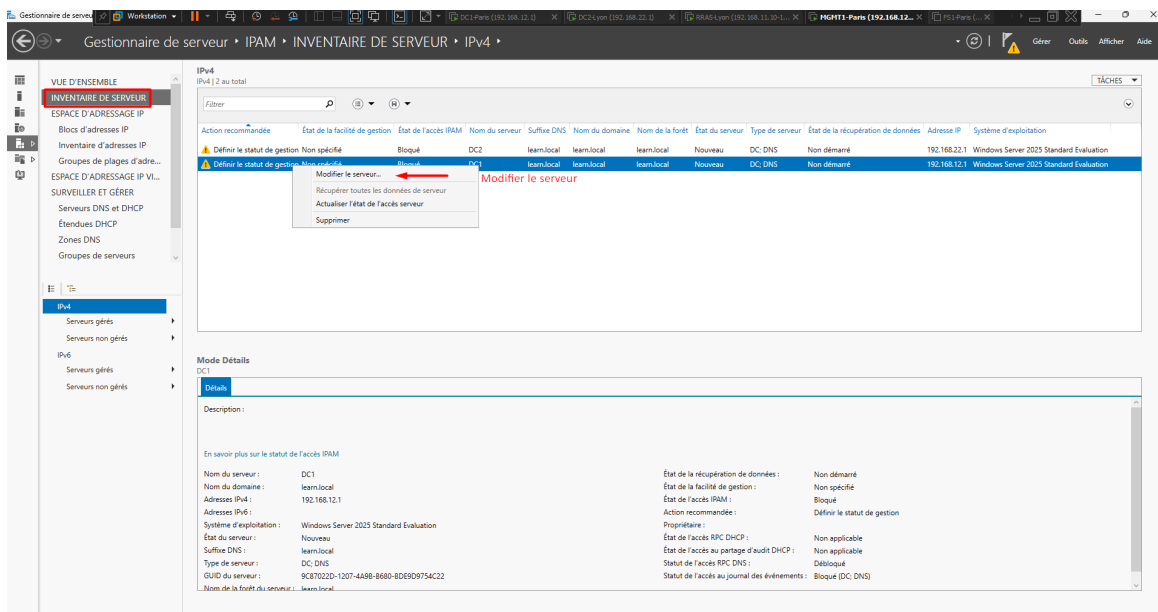 Gestionnaire de serveu
Workstation
DC1-Paris (192.168.12.1)
DC2-Lyon (192.168.22.1)
RRAS-Lyon (192.168.11.10-1...
MGMT1-Paris (192.168.12...
FS1-Paris (...
Gestionnaire de serveur • IPAM • INVENTAIRE DE SERVEUR • IPv4 •
Gérer Outils Afficher Aide
VUE D'ENSEMBLE
INVENTAIRE DE SERVEUR
ESPACE D'ADRESSAGE IP
Blocs d'adresses IP
Inventaire d'adresses IP
Groupes de plages d'adre...
ESPACE D'ADRESSAGE IP VI...
SURVEILLER ET GÉRER
Serveurs DNS et DHCP
Étendues DHCP
Zones DNS
Groupes de serveurs
IPv4
Serveurs gérés
Serveurs non gérés
IPv6
Serveurs gérés
Serveurs non gérés
IPv4
IPv4 | 2 au total
TÂCHES
Filtrer
Action recommandée État de la facilité de gestion État de l'accès IPAM Nom du serveur Suffixe DNS Nom du domaine Nom de la forêt État du serveur Type de serveur État de la récupération de données Adresse IP Système d'exploitation
Définir le statut de gestion Non spécifié Bloqué DC2 learn.local learn.local learn.local Nouveau DC; DNS Non démarré 192.168.22.1 Windows Server 2025 Standard Evaluation
Définir le statut de gestion Non spécifié Bloqué DC1 learn.local learn.local learn.local Nouveau DC; DNS Non démarré 192.168.12.1 Windows Server 2025 Standard Evaluation
Modifier le serveur...
Modifier le serveur
Récupérer toutes les données de serveur
Actualiser l'état de l'accès serveur
Supprimer
Mode Détails
DC1
Détails
Description :
En savoir plus sur le statut de l'accès IPAM
Nom du serveur : DC1
Nom du domaine : learn.local
Adresses IPv4 : 192.168.12.1
Adresses IPv6 :
Système d'exploitation : Windows Server 2025 Standard Evaluation
État du serveur : Nouveau
Suffixe DNS : learn.local
Type de serveur : DC; DNS
GUID du serveur : 9C87022D-1207-4A9B-B680-BDE9D9754C22
Nom de la forêt du serveur : learn.local
État de la récupération de données : Non démarré
État de la facilité de gestion : Non spécifié
État de l'accès IPAM : Bloqué
Action recommandée : Définir le statut de gestion
Propriétaire :
État de l'accès RPC DHCP : Non applicable
État de l'accès au partage d'audit DHCP : Non applicable
Statut de l'accès RPC DNS : Débloqué
Statut de l'accès au journal des événements : Bloqué (DC; DNS)